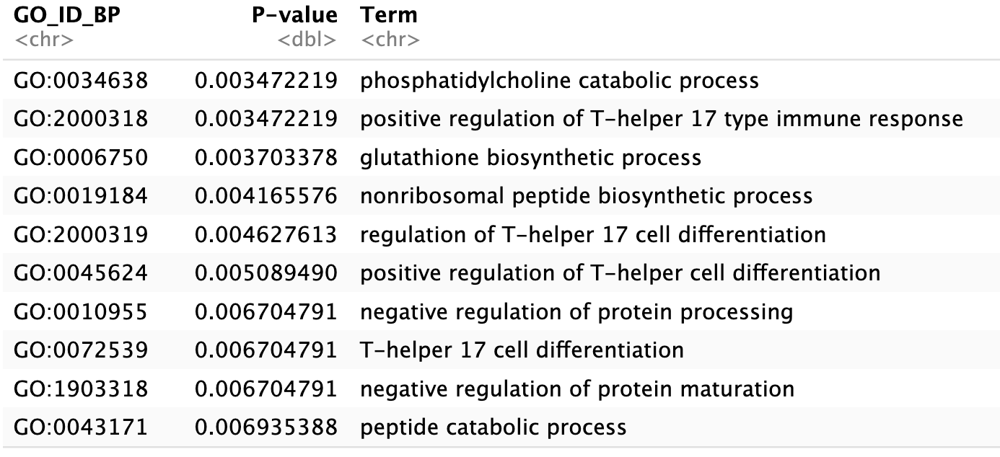 GO_ID_BP P-value Term
<chr> <dbl> <chr>
GO:0034638 0.003472219 phosphatidylcholine catabolic process
GO:2000318 0.003472219 positive regulation of T-helper 17 type immune response
GO:0006750 0.003703378 glutathione biosynthetic process
GO:0019184 0.004165576 nonribosomal peptide biosynthetic process
GO:2000319 0.004627613 regulation of T-helper 17 cell differentiation
GO:0045624 0.005089490 positive regulation of T-helper cell differentiation
GO:0010955 0.006704791 negative regulation of protein processing
GO:0072539 0.006704791 T-helper 17 cell differentiation
GO:1903318 0.006704791 negative regulation of protein maturation
GO:0043171 0.006935388 peptide catabolic process